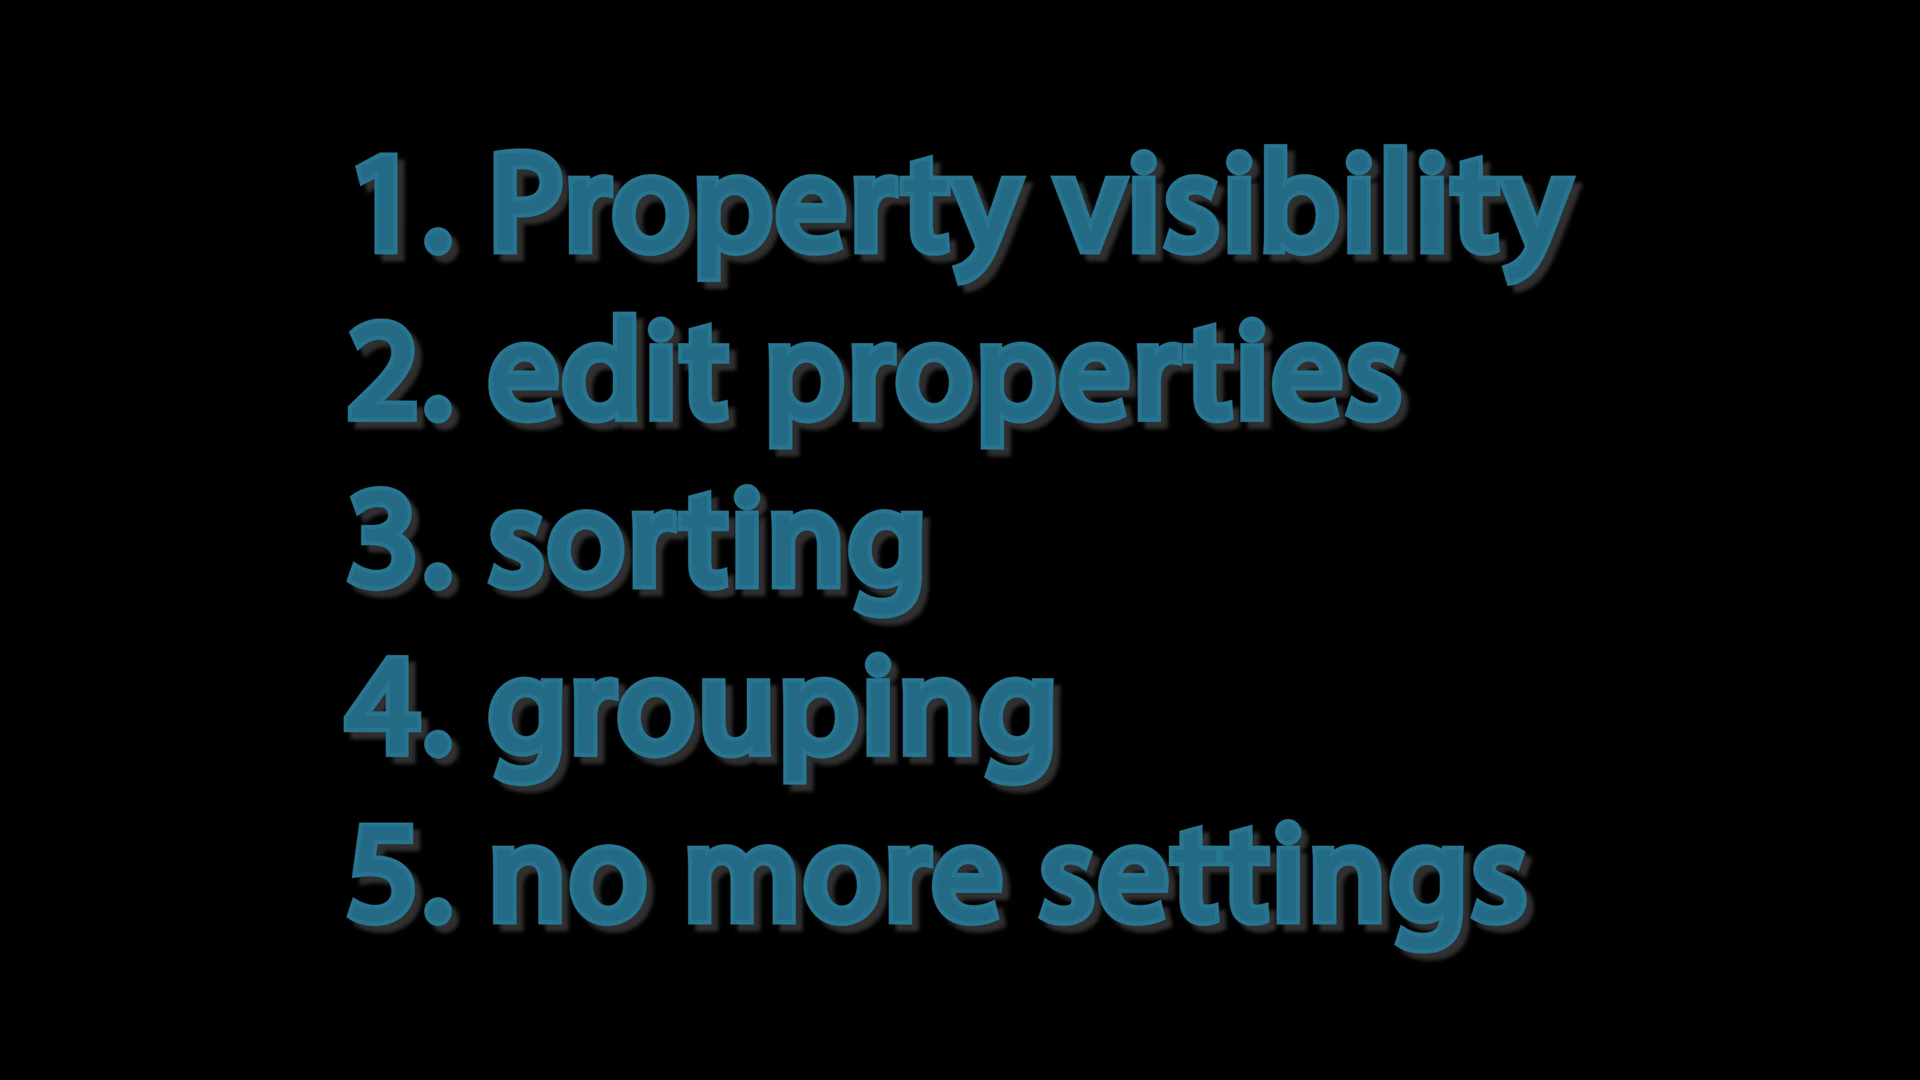 1. Property visibility
2. edit properties
3. sorting
4. grouping
5. no more settings